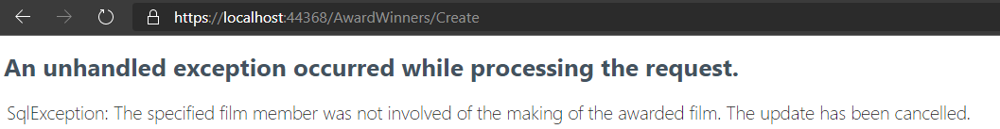 https://localhost:44368/AwardWinners/Create
An unhandled exception occurred while processing the request.
SqlException: The specified film member was not involved of the making of the awarded film. The update has been cancelled.